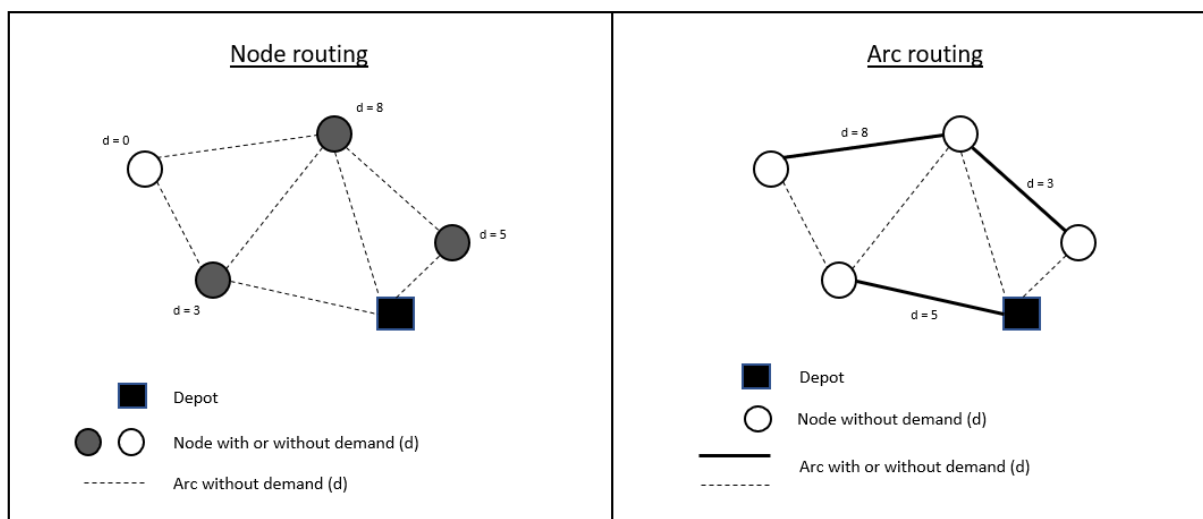 Node routing
d = 8
d = 0
d = 5
d = 3
Depot
Node with or without demand (d)
Arc without demand (d)
Arc routing
d = 8
d = 3
d = 5
Depot
Node without demand (d)
Arc with or without demand (d)